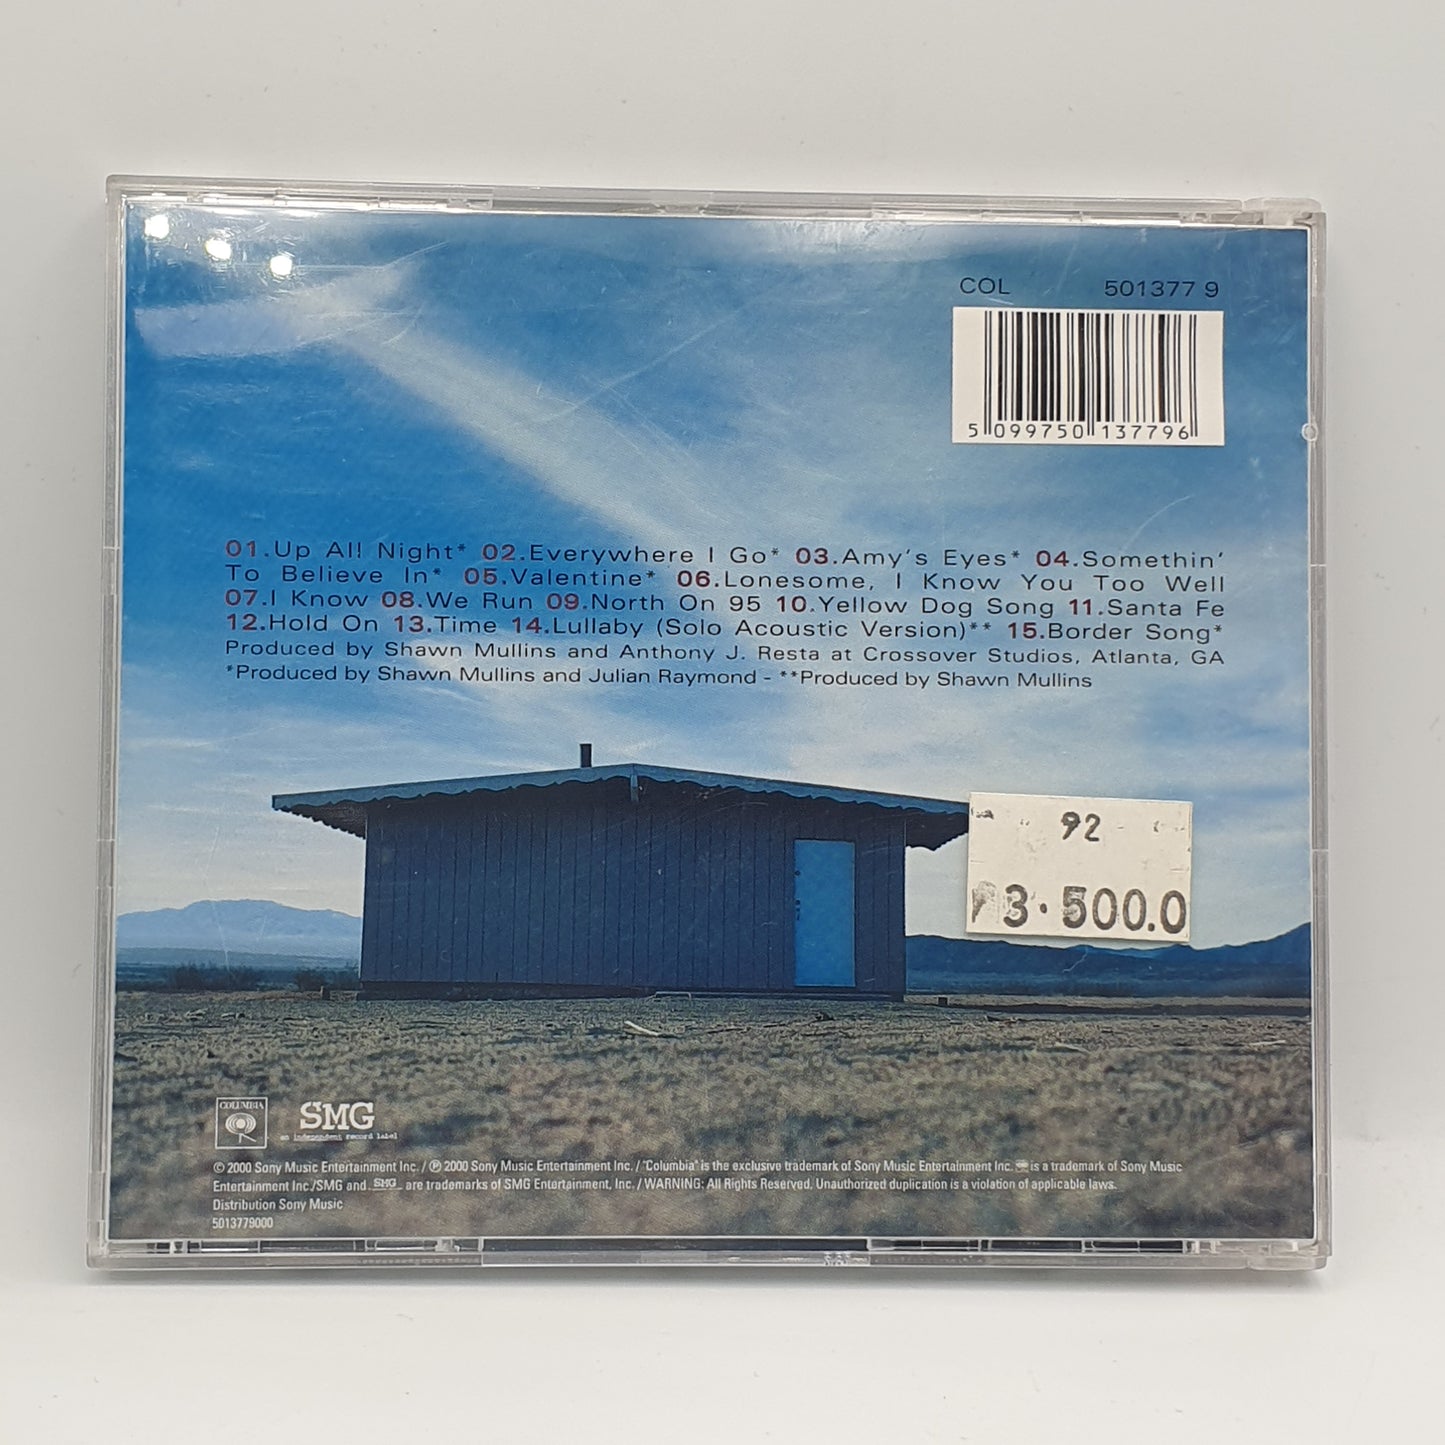 COL 501377 9
5 099750 137796
01.Up All Night* 02.Everywhere I Go* 03.Amy's Eyes* 04.Somethin'
To Believe In* 05.Valentine* 06.Lonesome, I Know You Too Well
07.I Know 08.We Run 09.North On 95 10.Yellow Dog Song 11.Santa Fe
12.Hold On 13.Time 14.Lullaby (Solo Acoustic Version)** 15.Border Song*
Produced by Shawn Mullins and Anthony J. Resta at Crossover Studios, Atlanta, GA
*Produced by Shawn Mullins and Julian Raymond - **Produced by Shawn Mullins
92
3.500.0
COLUMBIA
SMG
an independent record label
© 2000 Sony Music Entertainment Inc. / ℗ 2000 Sony Music Entertainment Inc. / "Columbia" is the exclusive trademark of Sony Music Entertainment Inc. is a trademark of Sony Music
Entertainment Inc./SMG and SMG are trademarks of SMG Entertainment, Inc. / WARNING: All Rights Reserved. Unauthorized duplication is a violation of applicable laws.
Distribution Sony Music
5013779000